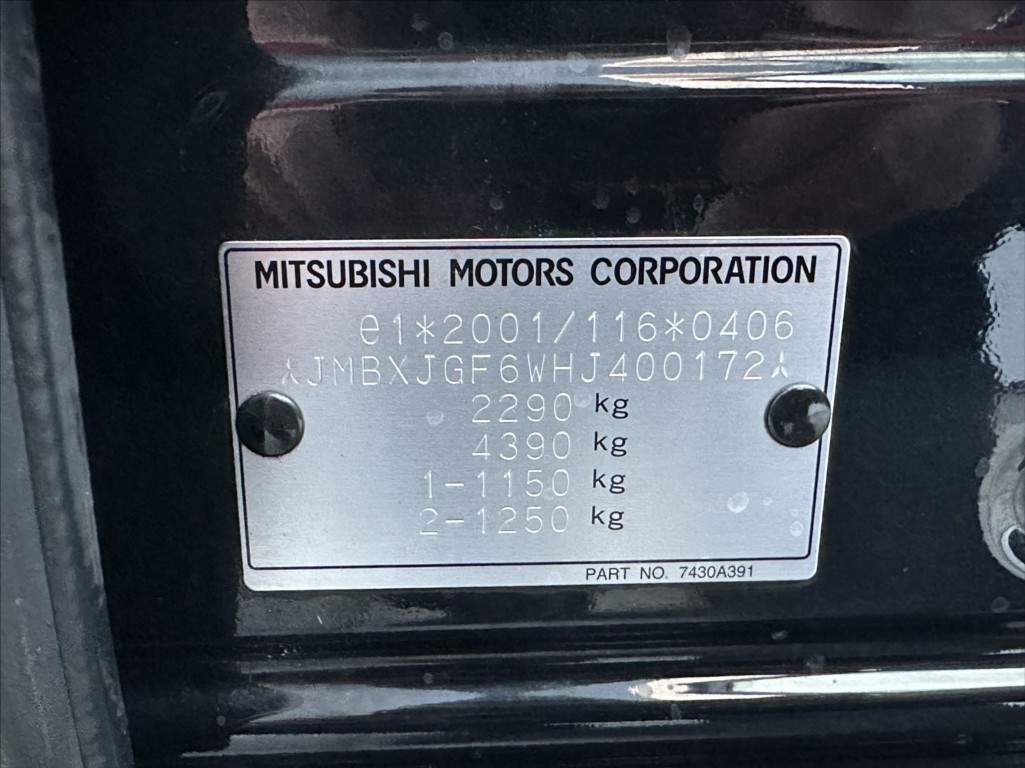 MITSUBISHI MOTORS CORPORATION
e1*2001/116*0406
JMBXJGF6WHJ400172
2290 kg
4390 kg
1-1150 kg
2-1250 kg
PART NO. 7430A391